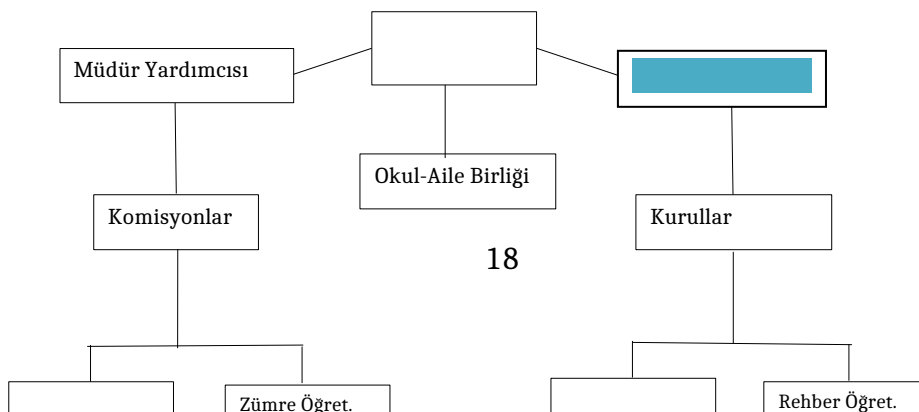 Müdür Yardımcısı
Okul-Aile Birliği
Komisyonlar
Kurullar
18
Zümre Öğret.
Rehber Öğret.